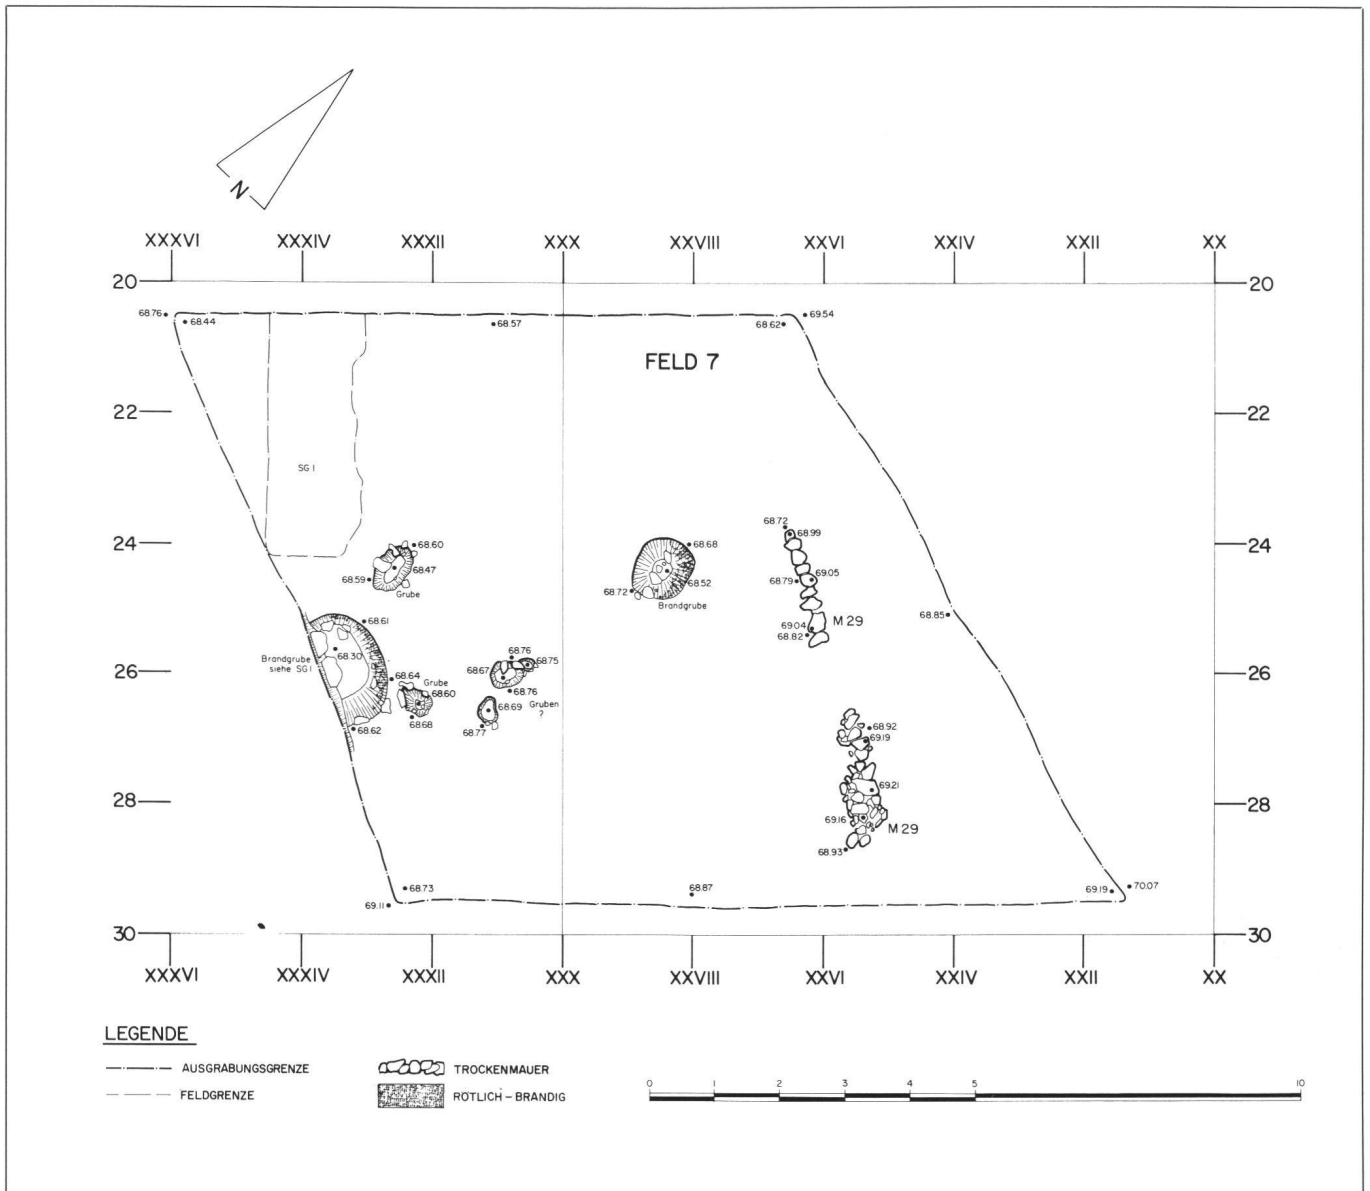 N
XXXVI XXXIV XXXII XXX XXVIII XXVI XXIV XXII XX
20 20
68.76 68.44 68.57 68.62 69.54
FELD 7
22 22
SG I
68.72 68.99
24 68.60 68.68 24
68.59 68.47 68.79 69.05
Grube
68.72 68.52
Brandgrube
68.61 69.04 M 29 68.85
68.82
68.30
Brandgrube
siehe SG I
68.76
26 68.64 68.67 68.75 26
Grube
68.60 68.76
68.69 Gruben
?
68.62 68.68 68.77
68.92
69.19
69.21
28 28
69.16
M 29
68.93
68.73 68.87 69.19 70.07
69.11
30 30
XXXVI XXXIV XXXII XXX XXVIII XXVI XXIV XXII XX
LEGENDE
AUSGRABUNGSGRENZE
FELDGRENZE
TROCKENMAUER
RÖTLICH – BRANDIG
0 1 2 3 4 5 10